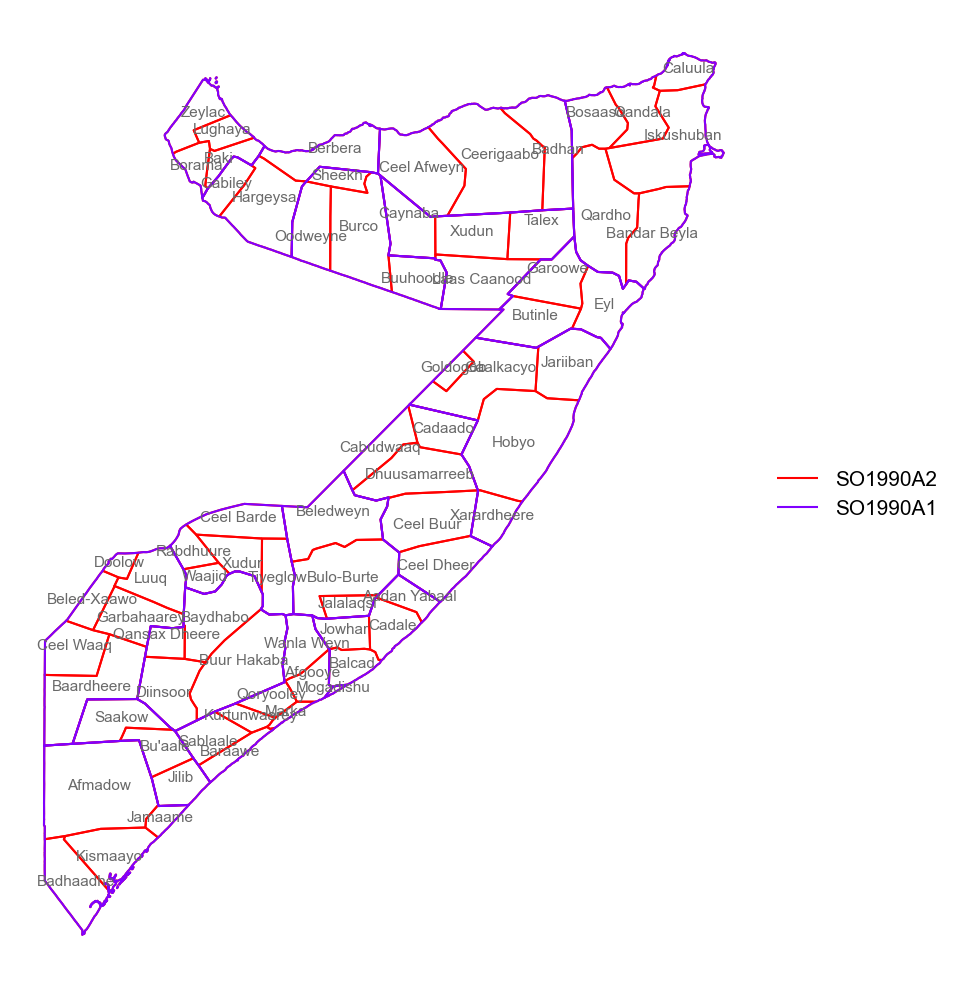 Caluula
Zeylac
Bosaaso
Qandala
Lughaya
Iskushuban
Berbera
Badhan
Ceerigaabo
Baki
Borama
Ceel Afweyn
Sheekh
Gabiley
Hargeysa
Caynaba
Qardho
Talex
Burco
Xudun
Bandar Beyla
Oodweyne
Garoowe
Buuhoodle
Laas Caanood
Eyl
Butinle
Jariiban
Goldogob
Gaalkacyo
Cadaado
Hobyo
Cabudwaaq
Dhuusamarreeb
SO1990A2
SO1990A1
Beledweyn
Xarardheere
Ceel Barde
Ceel Buur
Rabdhuure
Doolow
Xudur
Ceel Dheer
Luuq
Waajid
Tiyeglow
Bulo-Burte
Beled-Xaawo
Aadan Yabaal
Jalalaqsi
Garbahaarey
Baydhabo
Cadale
Jowhar
Qansax Dheere
Ceel Waaq
Wanla Weyn
Buur Hakaba
Balcad
Afgooye
Baardheere
Diinsoor
Mogadishu
Qoryooley
Marka
Saakow
Kurtunwaarey
Sablaale
Bu'aale
Baraawe
Jilib
Afmadow
Jamaame
Kismaayo
Badhaadhe